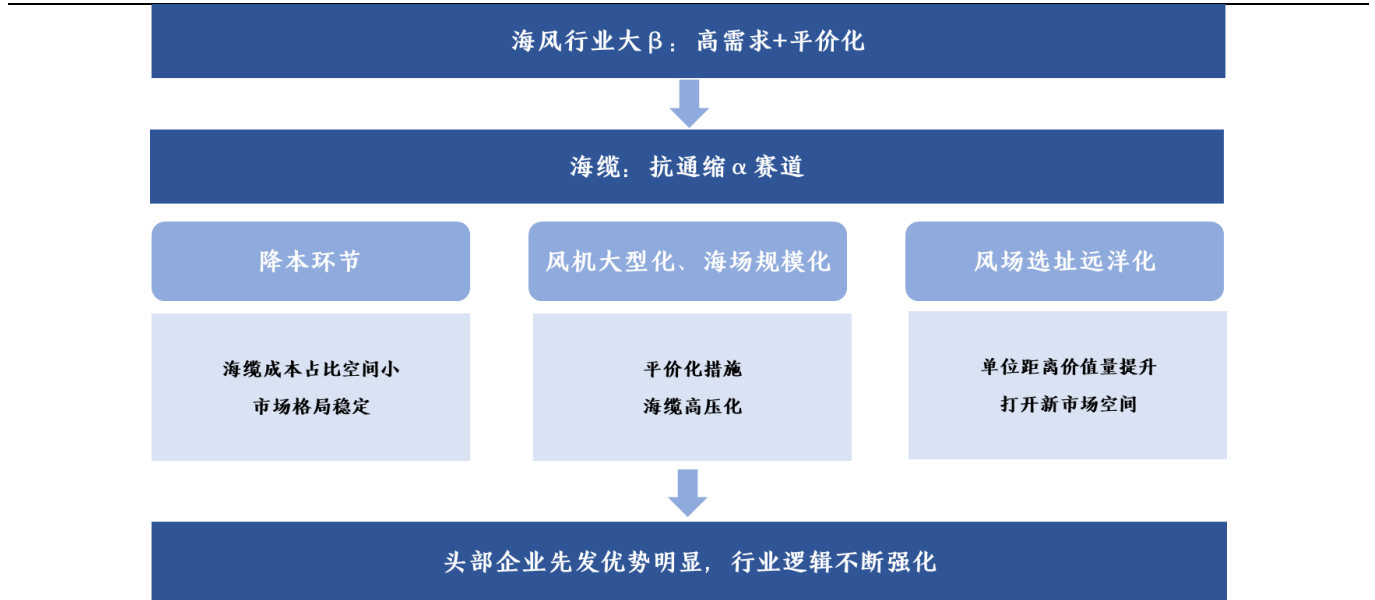 海风行业大β：高需求+平价化
海缆：抗通缩α赛道
降本环节
风机大型化、海场规模化
风场选址远洋化
海缆成本占比空间小
市场格局稳定
平价化措施
海缆高压化
单位距离价值量提升
打开新市场空间
头部企业先发优势明显，行业逻辑不断强化